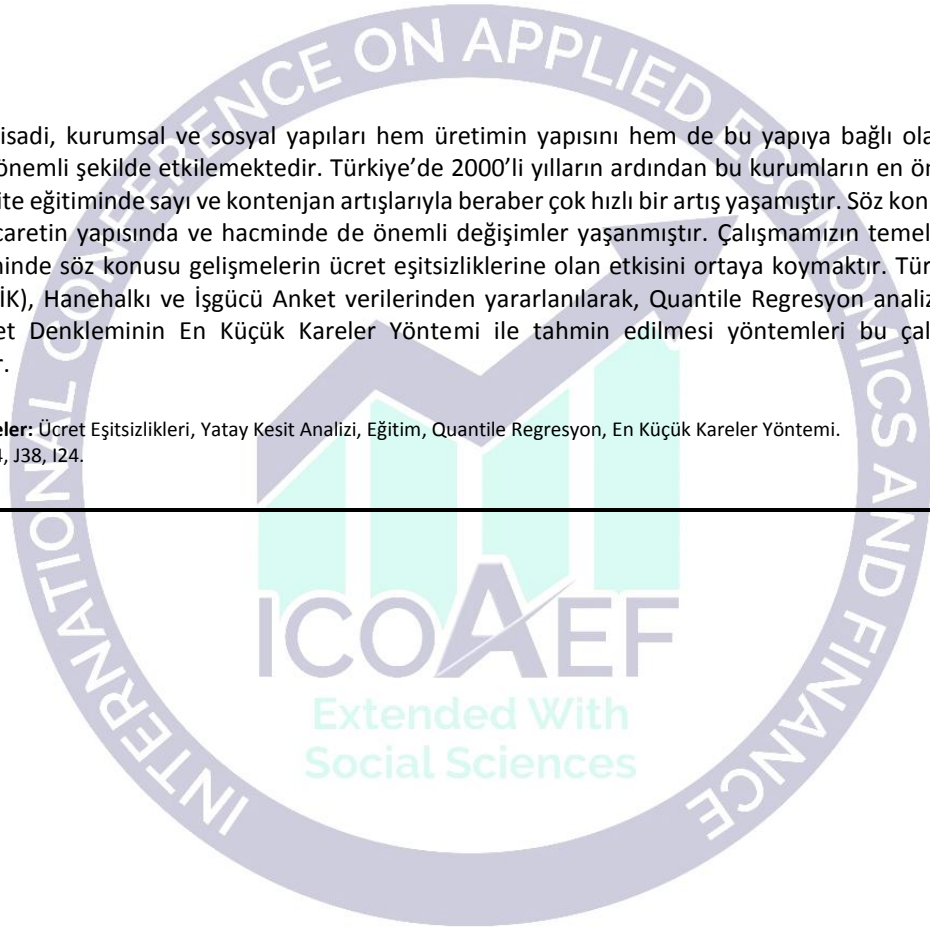 isadi, kurumsal ve sosyal yapıları hem üretimin yapısını hem de bu yapıya bağlı ola
önemli şekilde etkilemektedir. Türkiye’de 2000’li yılların ardından bu kurumların en ön
ite eğitiminde sayı ve kontenjan artışlarıyla beraber çok hızlı bir artış yaşamıştır. Söz kon
caretin yapısında ve hacminde de önemli değişimler yaşanmıştır. Çalışmamızın temel
inde söz konusu gelişmelerin ücret eşitsizliklerine olan etkisini ortaya koymaktır. Tür
İK), Hanehalkı ve İşgücü Anket verilerinden yararlanılarak, Quantile Regresyon analiz
et Denkleminin En Küçük Kareler Yöntemi ile tahmin edilmesi yöntemleri bu çal
r.
eler: Ücret Eşitsizlikleri, Yatay Kesit Analizi, Eğitim, Quantile Regresyon, En Küçük Kareler Yöntemi.
4, J38, I24.
INTERNATIONAL CONFERENCE ON APPLIED ECONOMICS AND FINANCE
ICOAEF
Extended With
Social Sciences